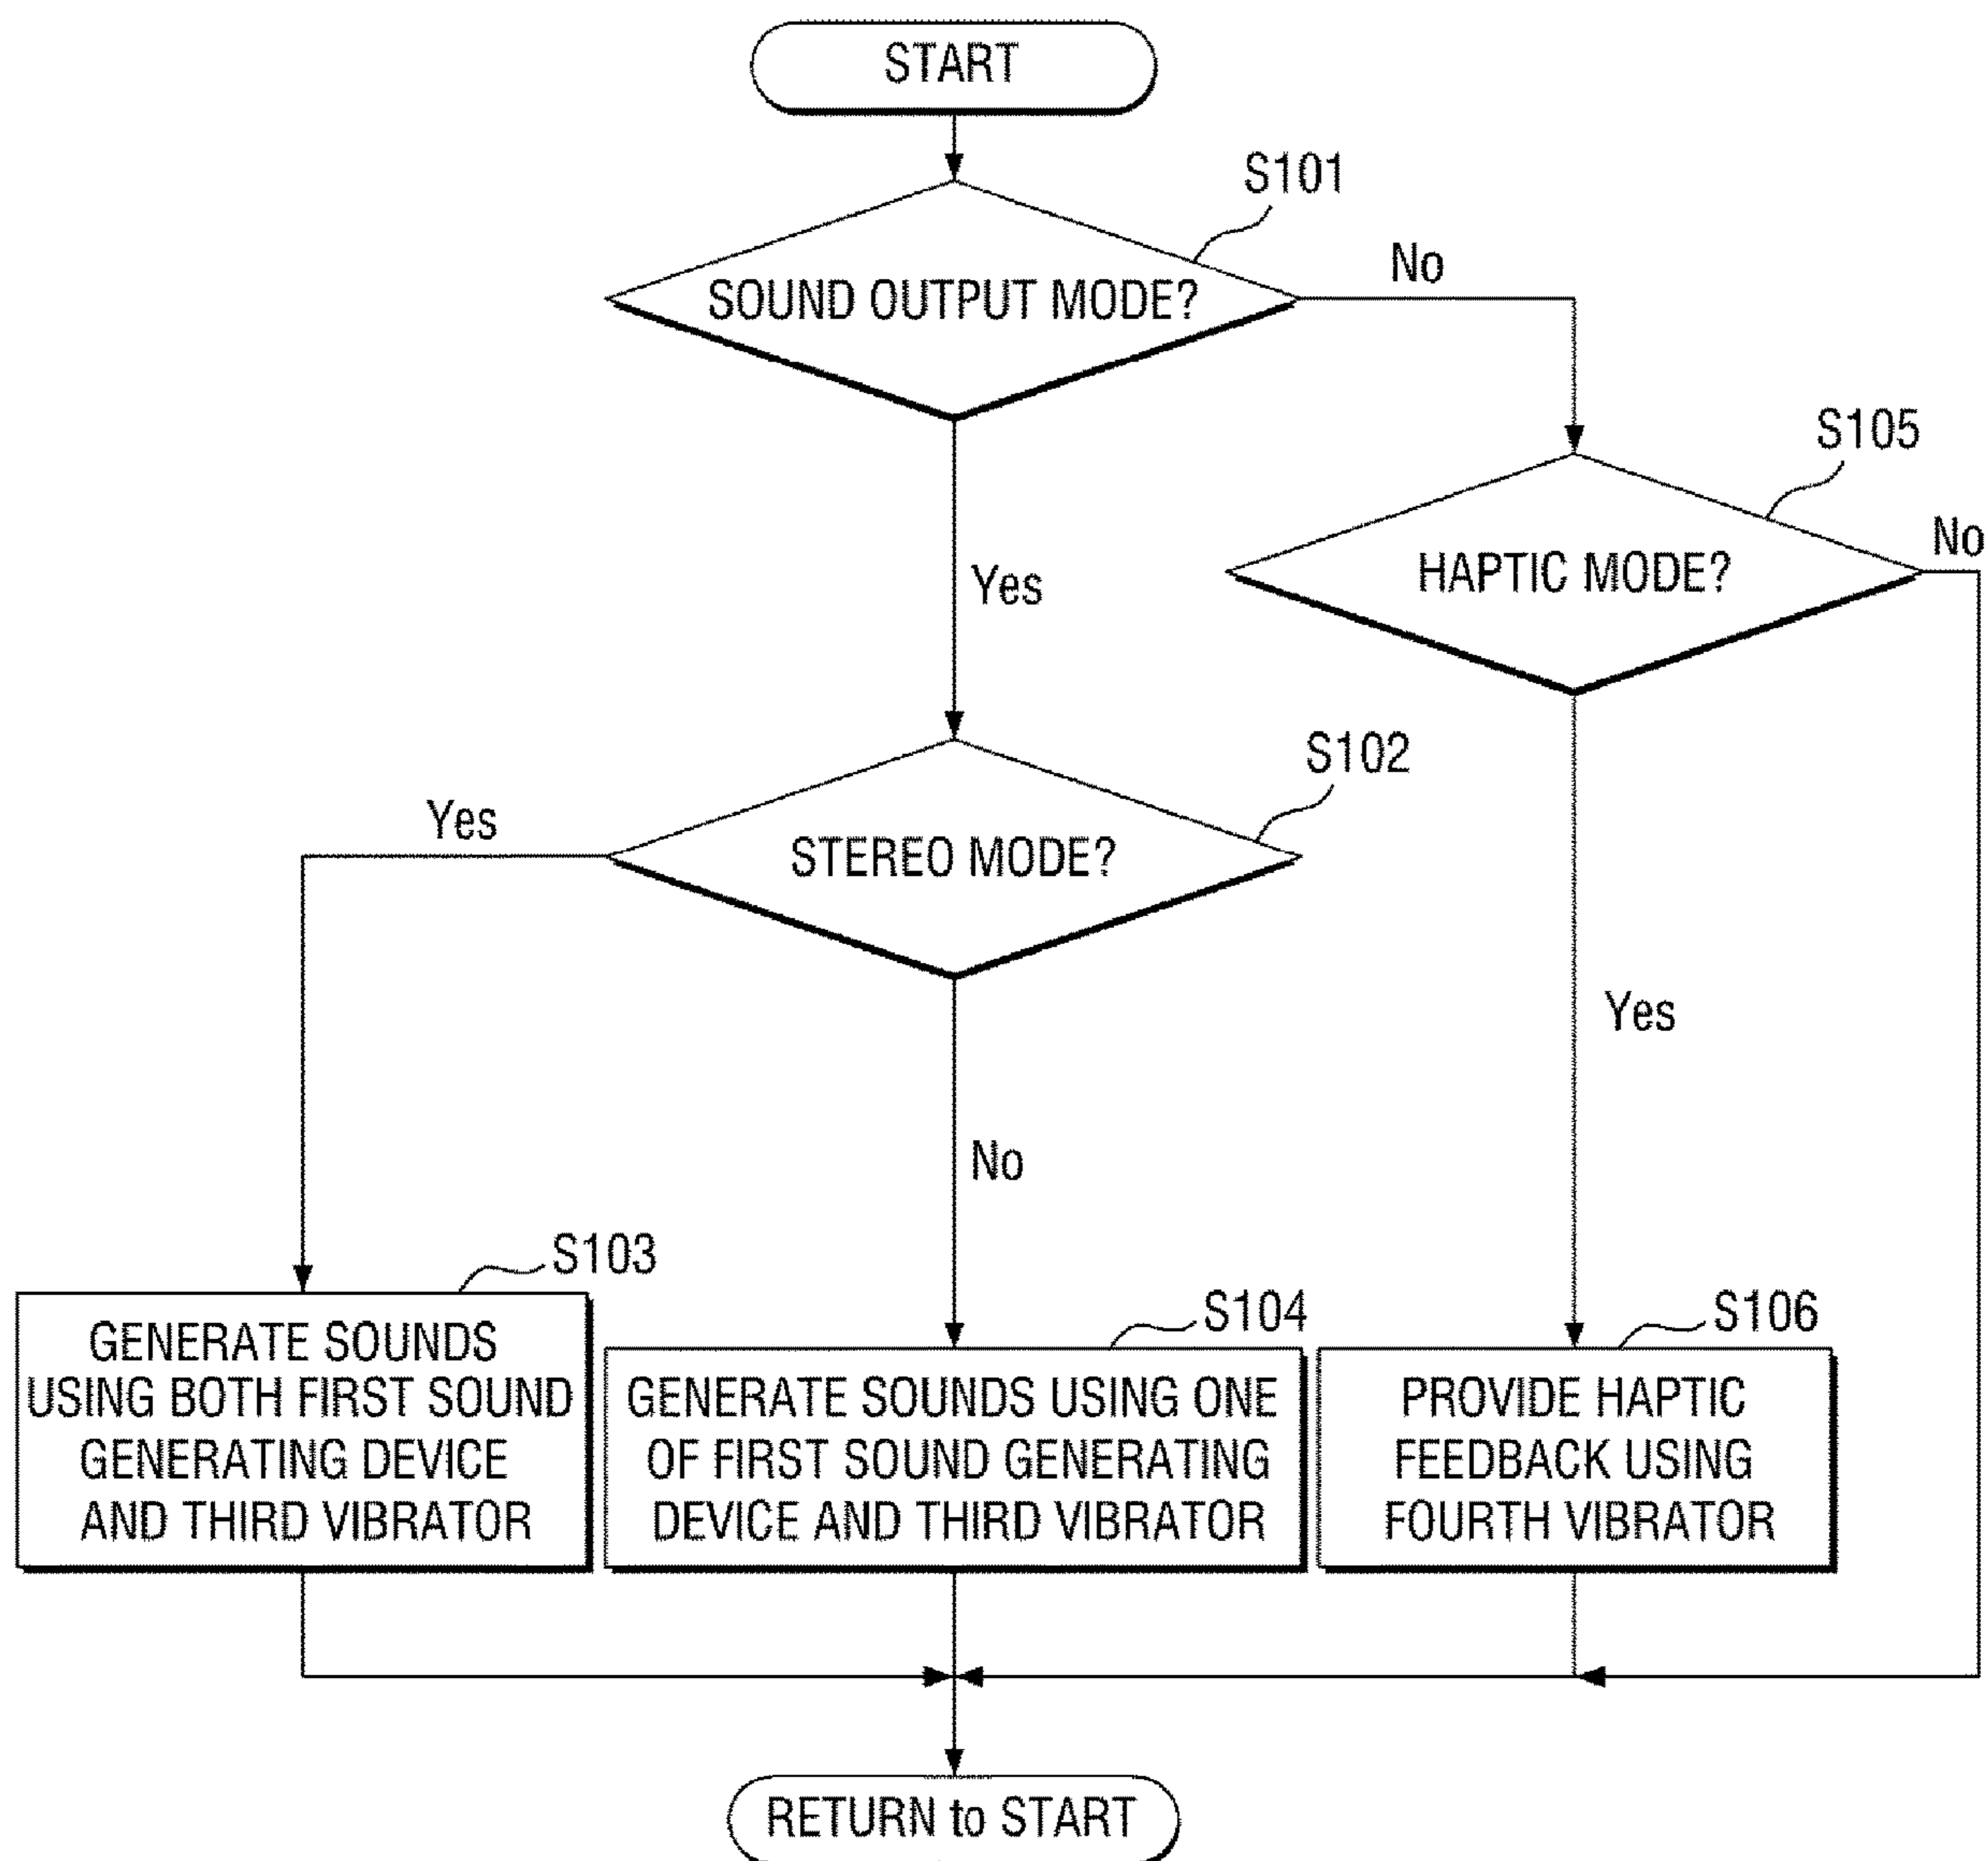 START
S101
SOUND OUTPUT MODE?
No
S105
HAPTIC MODE?
No
Yes
S102
STEREO MODE?
Yes
Yes
No
S103
GENERATE SOUNDS
USING BOTH FIRST SOUND
GENERATING DEVICE
AND THIRD VIBRATOR
S104
GENERATE SOUNDS USING ONE
OF FIRST SOUND GENERATING
DEVICE AND THIRD VIBRATOR
S106
PROVIDE HAPTIC
FEEDBACK USING
FOURTH VIBRATOR
RETURN to START